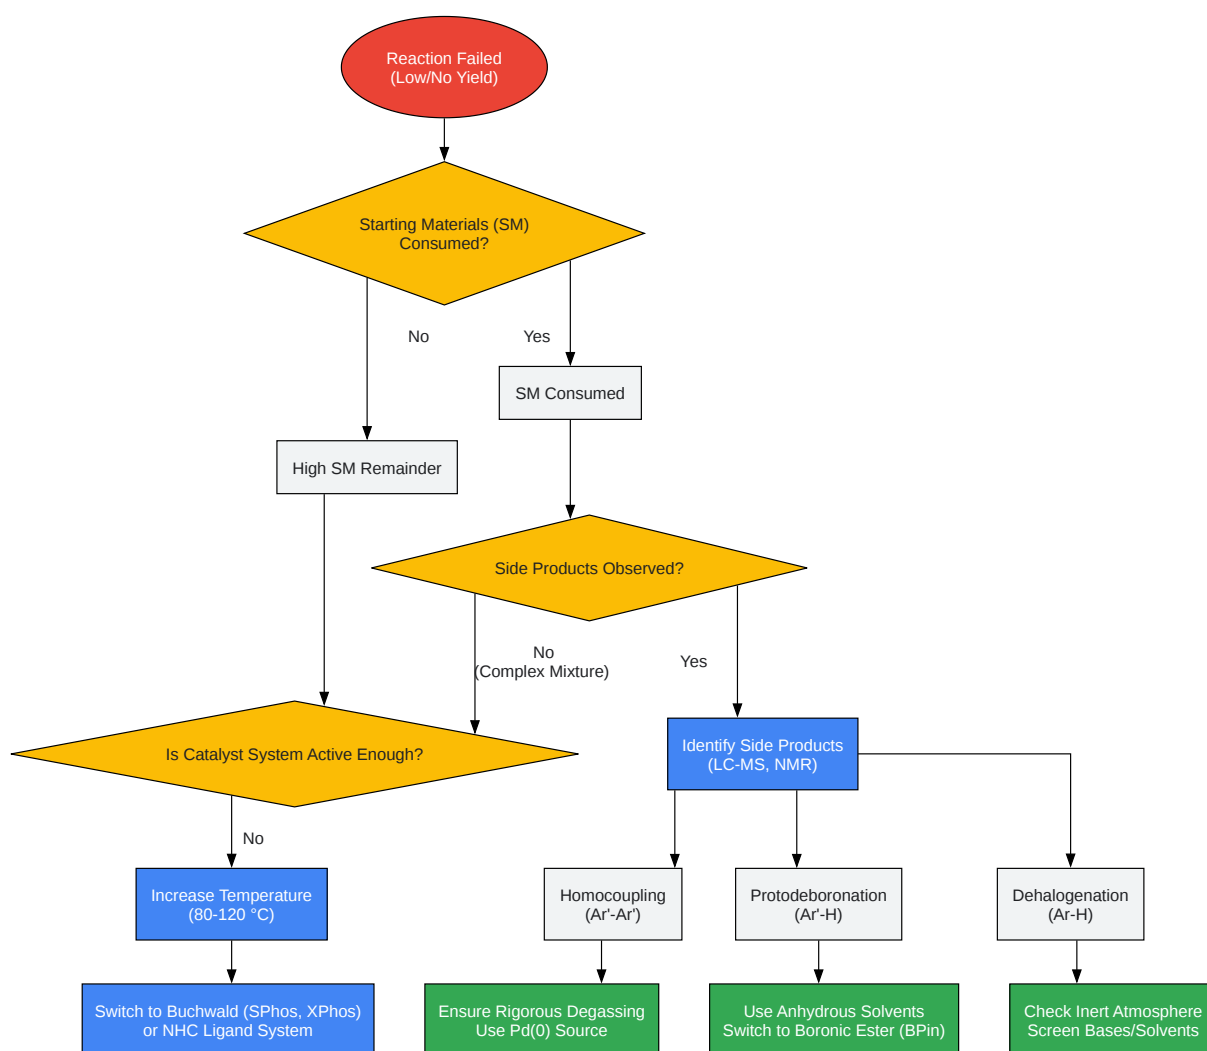 Reaction Failed
(Low/No Yield)
Starting Materials (SM)
Consumed?
No
Yes
SM Consumed
High SM Remainder
Side Products Observed?
No
(Complex Mixture)
Yes
Is Catalyst System Active Enough?
Identify Side Products
(LC-MS, NMR)
No
Increase Temperature
(80-120 °C)
Homocoupling
(Ar'-Ar')
Protodeboronation
(Ar'-H)
Dehalogenation
(Ar-H)
Switch to Buchwald (SPhos, XPhos)
or NHC Ligand System
Ensure Rigorous Degassing
Use Pd(0) Source
Use Anhydrous Solvents
Switch to Boronic Ester (BPin)
Check Inert Atmosphere
Screen Bases/Solvents